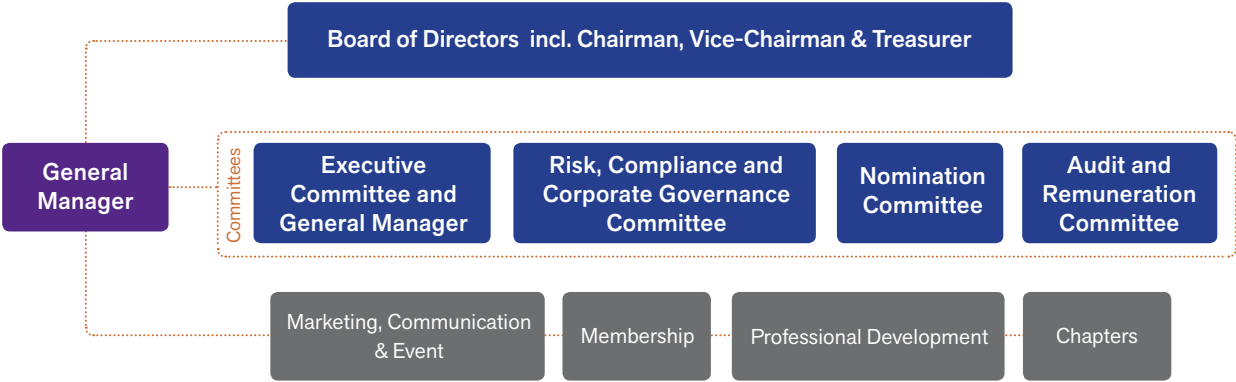 Board of Directors incl. Chairman, Vice-Chairman & Treasurer
General
Manager
Committees
Executive
Committee and
General Manager
Risk, Compliance and
Corporate Governance
Committee
Nomination
Committee
Audit and
Remuneration
Committee
Marketing, Communication
& Event
Membership
Professional Development
Chapters